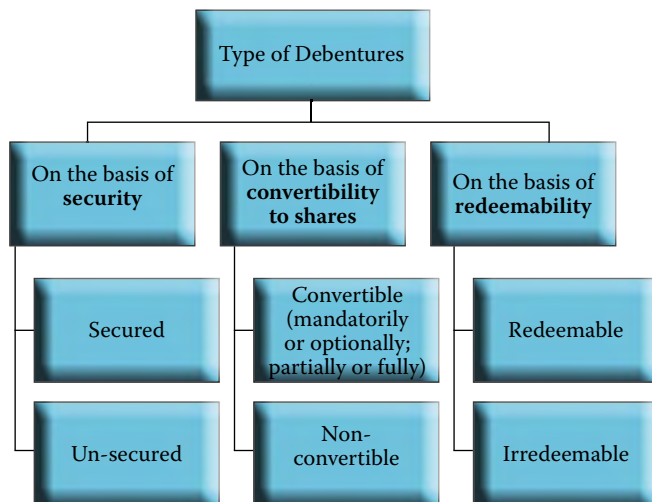 Type of Debentures
On the basis of
security
On the basis of
convertibility
to shares
On the basis of
redeemability
Secured
Convertible
(mandatorily
or optionally;
partially or fully)
Redeemable
Un-secured
Non-
convertible
Irredeemable